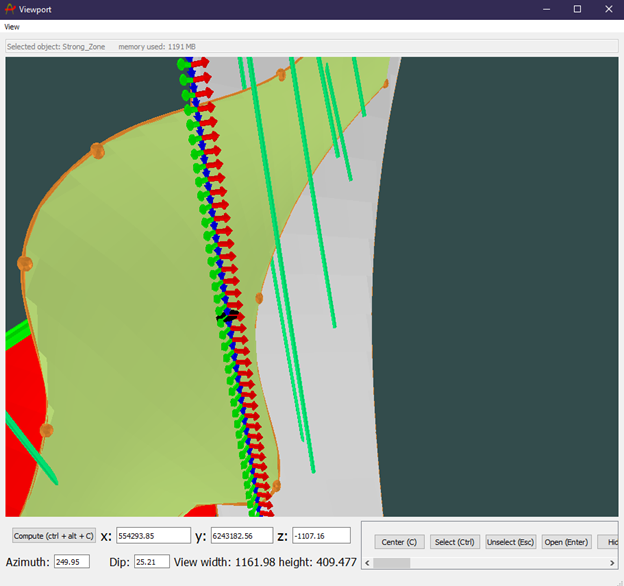 Viewport
View
Selected object: Strong_Zone memory used: 1191 MB
Compute (ctrl + alt + C) x: 554293.85 y: 6243182.56 z: -1107.16
Center (C) Select (Ctrl) Unselect (Esc) Open (Enter) Hid
Azimuth: 249.95 Dip: 25.21 View width: 1161.98 height: 409.477